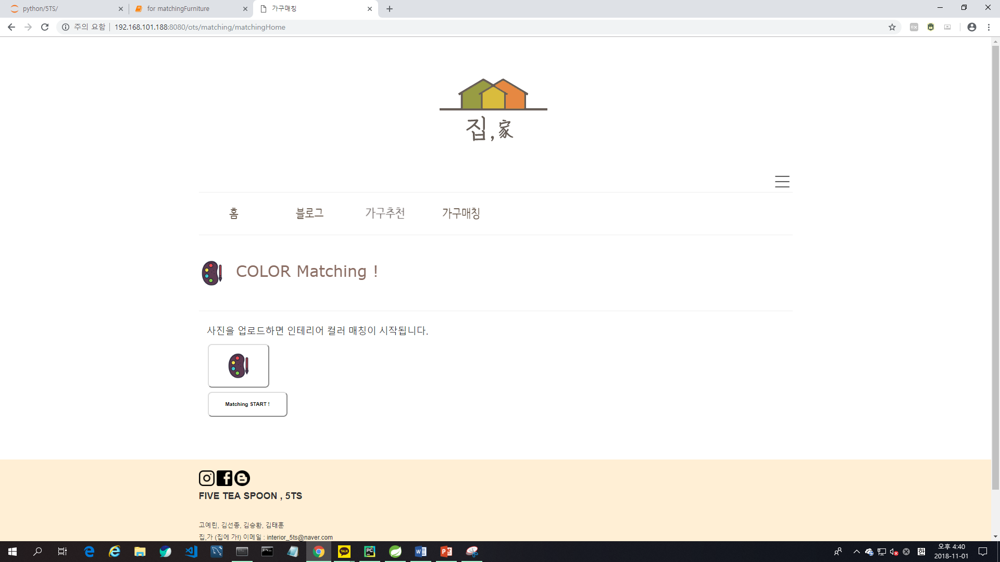 python/5TS/
for matchingFurniture
가구매칭
주의 요함
192.168.101.188:8080/ots/matching/matchingHome
집,家
홈
블로그
가구추천
가구매칭
COLOR Matching !
사진을 업로드하면 인테리어 컬러 매칭이 시작됩니다.
Matching START !
FIVE TEA SPOON , 5TS
고예린, 김선종, 김승환, 김태훈
집,가 (집에 가!) 이메일 : interior_5ts@naver.com
TALK
PC
한
오후 4:40
2018-11-01